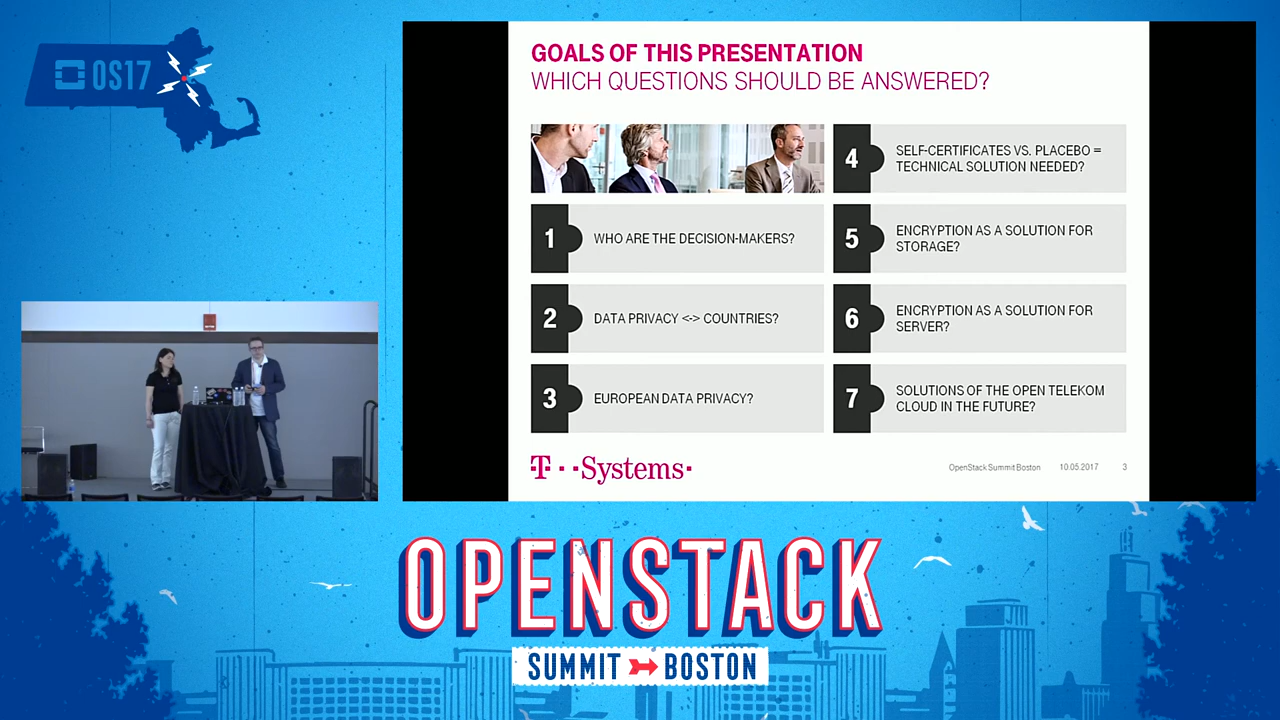 OS17
GOALS OF THIS PRESENTATION
WHICH QUESTIONS SHOULD BE ANSWERED?
1
WHO ARE THE DECISION-MAKERS?
2
DATA PRIVACY <-> COUNTRIES?
3
EUROPEAN DATA PRIVACY?
4
SELF-CERTIFICATES VS. PLACEBO =
TECHNICAL SOLUTION NEEDED?
5
ENCRYPTION AS A SOLUTION FOR
STORAGE?
6
ENCRYPTION AS A SOLUTION FOR
SERVER?
7
SOLUTIONS OF THE OPEN TELEKOM
CLOUD IN THE FUTURE?
T··Systems·
OpenStack Summit Boston 10.05.2017 3
OPENSTACK
SUMMIT BOSTON